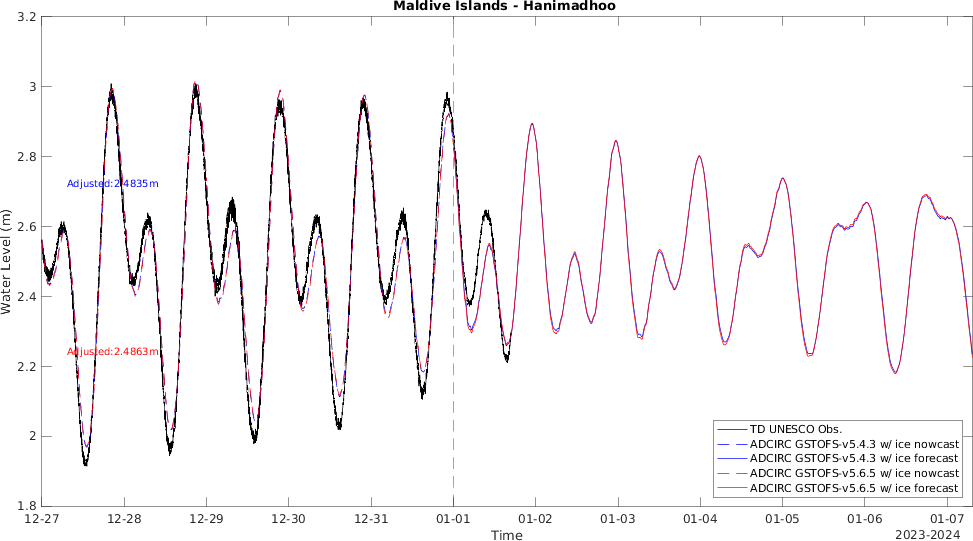 Maldive Islands - Hanimadhoo
3.2
3
2.8
2.6
2.4
2.2
2
1.8
Water Level (m)
Adjusted:2.4835m
Adjusted:2.4863m
TD UNESCO Obs.
ADCIRC GSTOFS-v5.4.3 w/ ice nowcast
ADCIRC GSTOFS-v5.4.3 w/ ice forecast
ADCIRC GSTOFS-v5.6.5 w/ ice nowcast
ADCIRC GSTOFS-v5.6.5 w/ ice forecast
12-27 12-28 12-29 12-30 12-31 01-01 01-02 01-03 01-04 01-05 01-06 01-07
Time
2023-2024